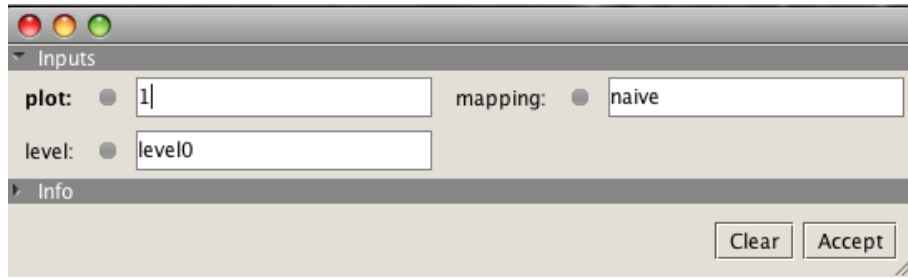 Inputs
plot: 1 mapping: naive
level: level0
Info
Clear Accept